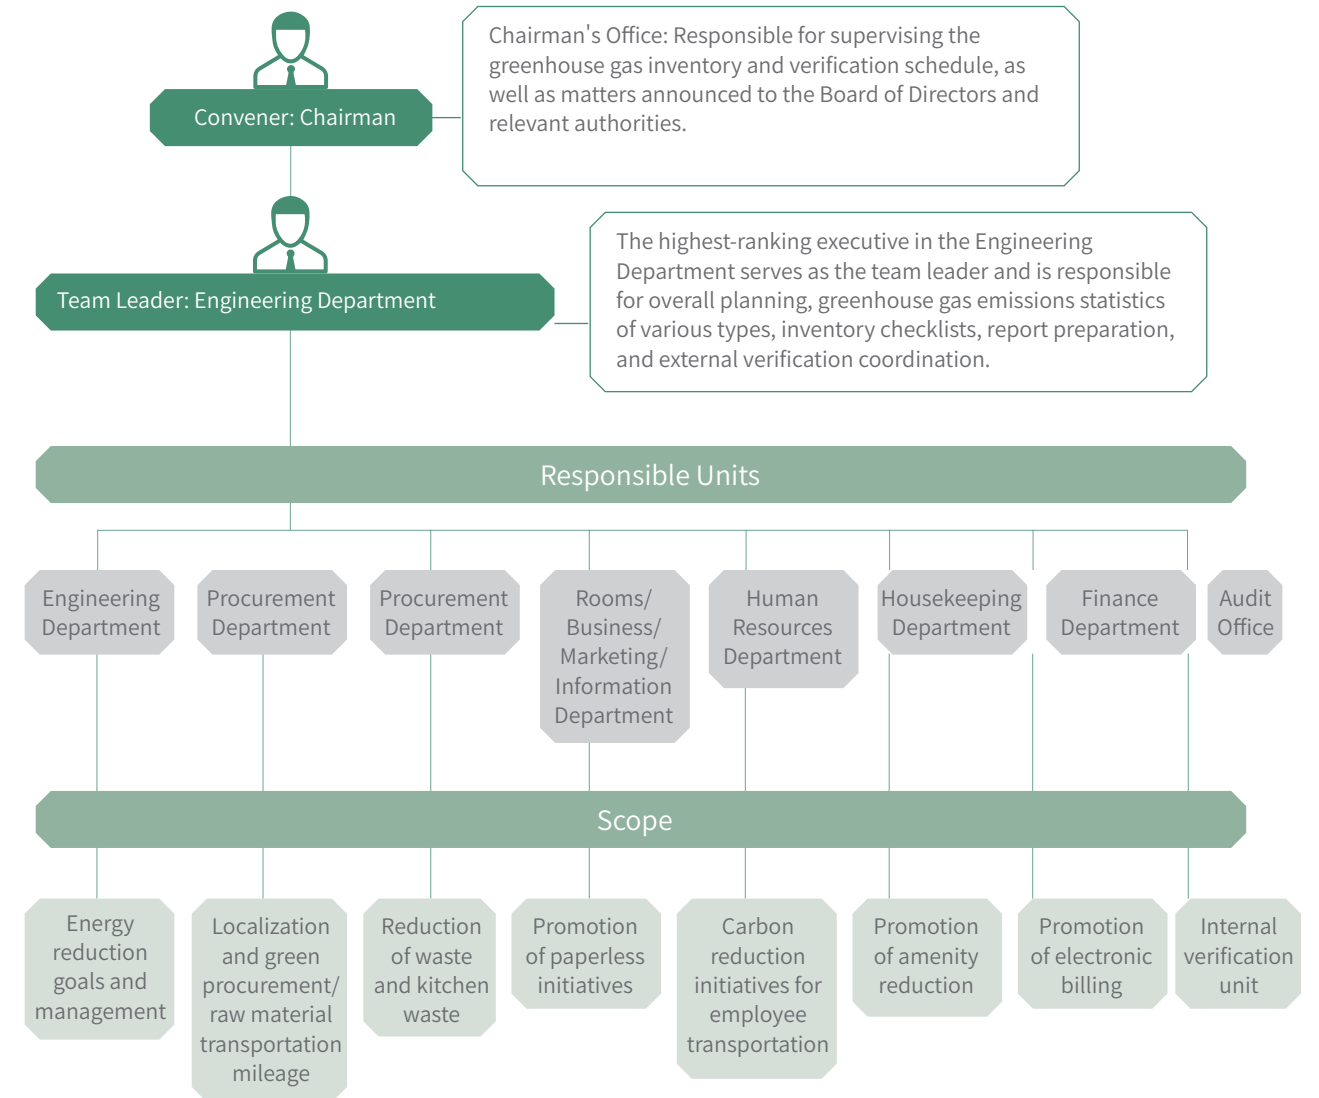 Chairman's Office: Responsible for supervising the
greenhouse gas inventory and verification schedule, as
well as matters announced to the Board of Directors and
relevant authorities.
Convener: Chairman
The highest-ranking executive in the Engineering
Department serves as the team leader and is responsible
for overall planning, greenhouse gas emissions statistics
of various types, inventory checklists, report preparation,
and external verification coordination.
Team Leader: Engineering Department
Responsible Units
Engineering
Department
Procurement
Department
Procurement
Department
Rooms/
Business/
Marketing/
Information
Department
Human
Resources
Department
Housekeeping
Department
Finance
Department
Audit
Office
Scope
Energy
reduction
goals and
management
Localization
and green
procurement/
raw material
transportation
mileage
Reduction
of waste
and kitchen
waste
Promotion
of paperless
initiatives
Carbon
reduction
initiatives for
employee
transportation
Promotion
of amenity
reduction
Promotion
of electronic
billing
Internal
verification
unit